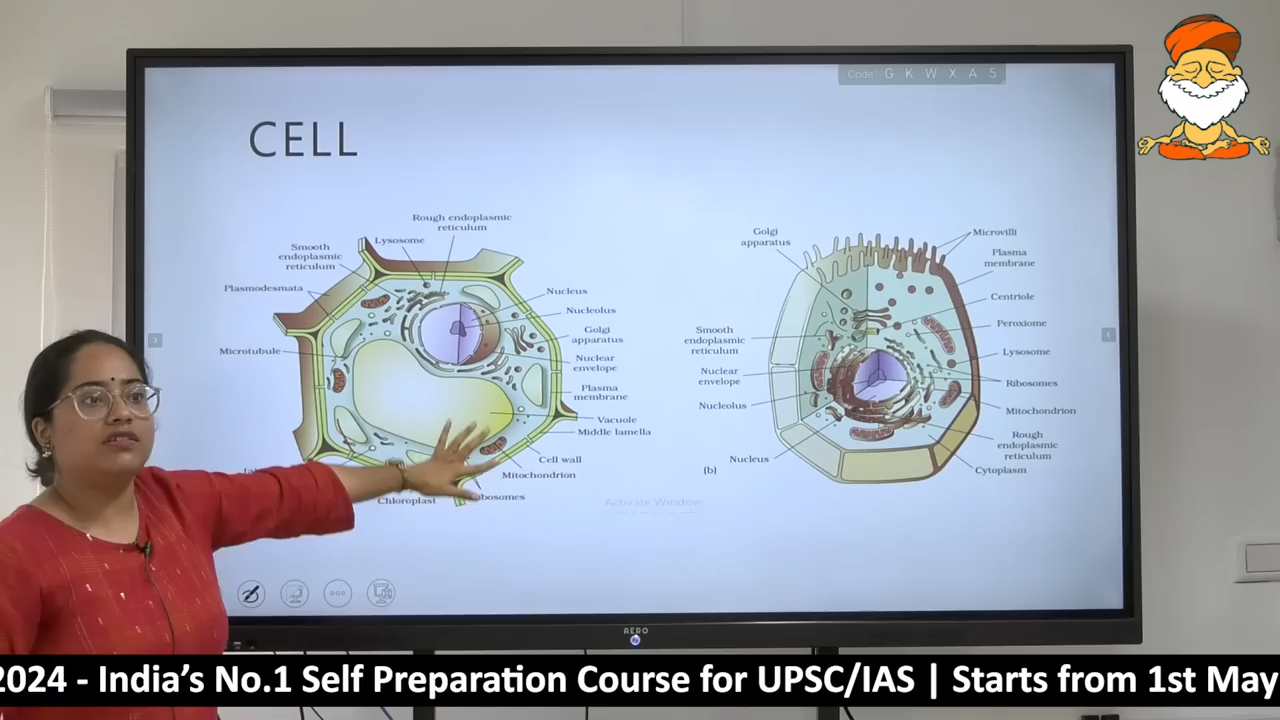 Code: G K W X A 5
CELL
Rough endoplasmic
reticulum
Lysosome
Smooth
endoplasmic
reticulum
Plasmodesmata
Microtubule
Nucleus
Nucleolus
Golgi
apparatus
Nuclear
envelope
Plasma
membrane
Vacuole
Middle lamella
Cell wall
Mitochondrion
Ribosomes
Chloroplast
Golgi
apparatus
Smooth
endoplasmic
reticulum
Nuclear
envelope
Nucleolus
Nucleus
(b)
Microvilli
Plasma
membrane
Centriole
Peroxiome
Lysosome
Ribosomes
Mitochondrion
Rough
endoplasmic
reticulum
Cytoplasm
Activate Window
AERO
2024 - India's No.1 Self Preparation Course for UPSC/IAS | Starts from 1st May